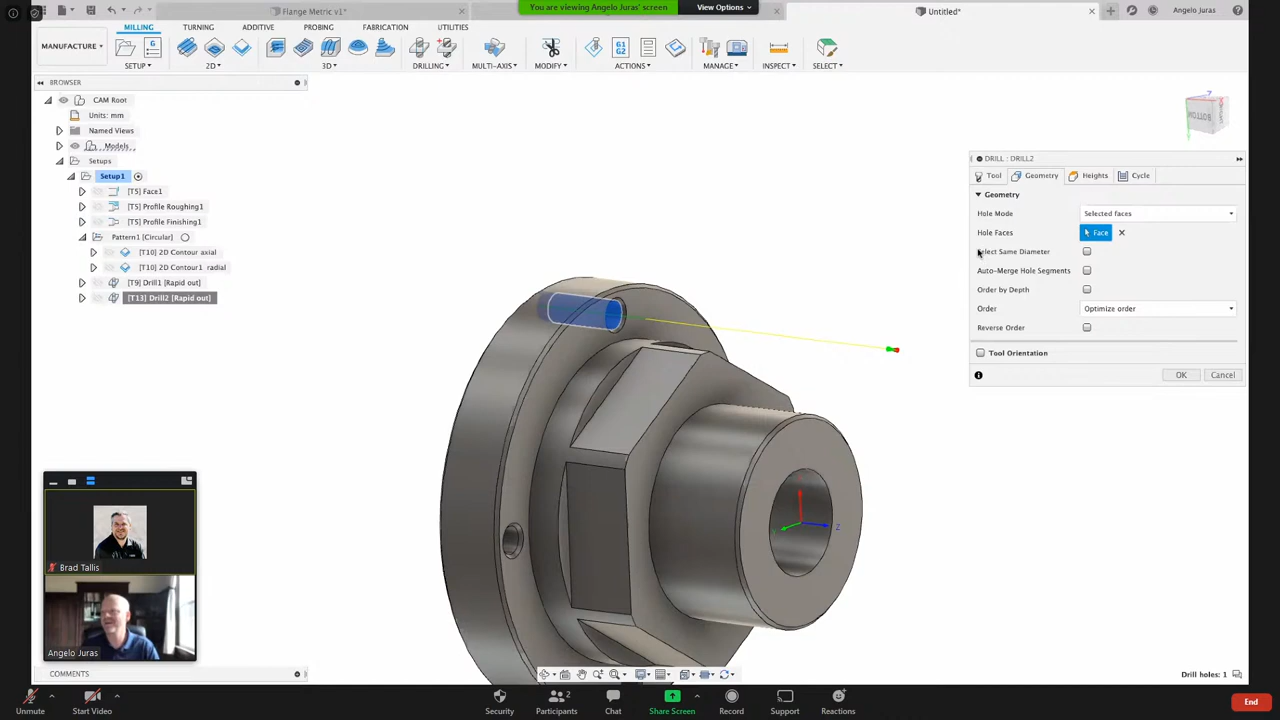 You are viewing Angelo Juras' screen
View Options
Flange Metric v1*
Untitled*
Angelo Juras
MILLING
TURNING
ADDITIVE
PROBING
FABRICATION
UTILITIES
MANUFACTURE
G1
G2
SETUP
2D
3D
DRILLING
MULTI-AXIS
MODIFY
ACTIONS
MANAGE
INSPECT
SELECT
BROWSER
CAM Root
Units: mm
Named Views
Models
Setups
Setup1
[T5] Face1
[T5] Profile Roughing1
[T5] Profile Finishing1
Pattern1 (Circular)
[T10] 2D Contour axial
[T10] 2D Contour1 radial
[T9] Drill1 [Rapid out]
[T13] Drill2 [Rapid out]
BOTTOM
DRILL : DRILL2
Tool
Geometry
Heights
Cycle
Geometry
Hole Mode
Selected faces
Hole Faces
Face
Select Same Diameter
Auto-Merge Hole Segments
Order by Depth
Order
Optimize order
Reverse Order
Tool Orientation
OK
Cancel
Z
Y
Brad Tallis
Angelo Juras
COMMENTS
Drill holes: 1
Unmute
Start Video
Security
Participants
2
Chat
Share Screen
Record
Support
Reactions
End